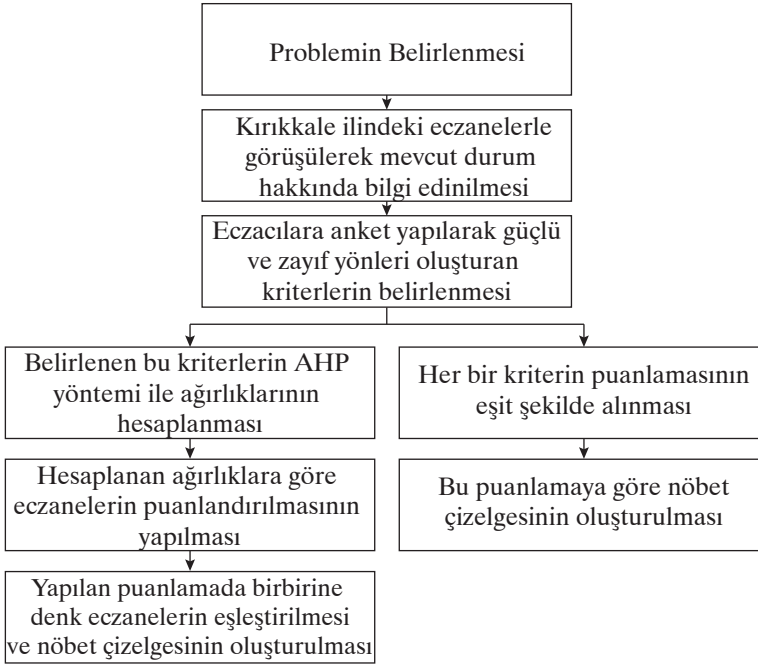 Problemin Belirlenmesi
Kırıkkale ilindeki eczanelerle
görüşülerek mevcut durum
hakkında bilgi edinilmesi
Eczacılara anket yapılarak güçlü
ve zayıf yönleri oluşturan
kriterlerin belirlenmesi
Belirlenen bu kriterlerin AHP
yöntemi ile ağırlıklarının
hesaplanması
Her bir kriterin puanlamasının
eşit şekilde alınması
Hesaplanan ağırlıklara göre
eczanelerin puanlandırılmasının
yapılması
Bu puanlamaya göre nöbet
çizelgesinin oluşturulması
Yapılan puanlamada birbirine
denk eczanelerin eşleştirilmesi
ve nöbet çizelgesinin oluşturulması